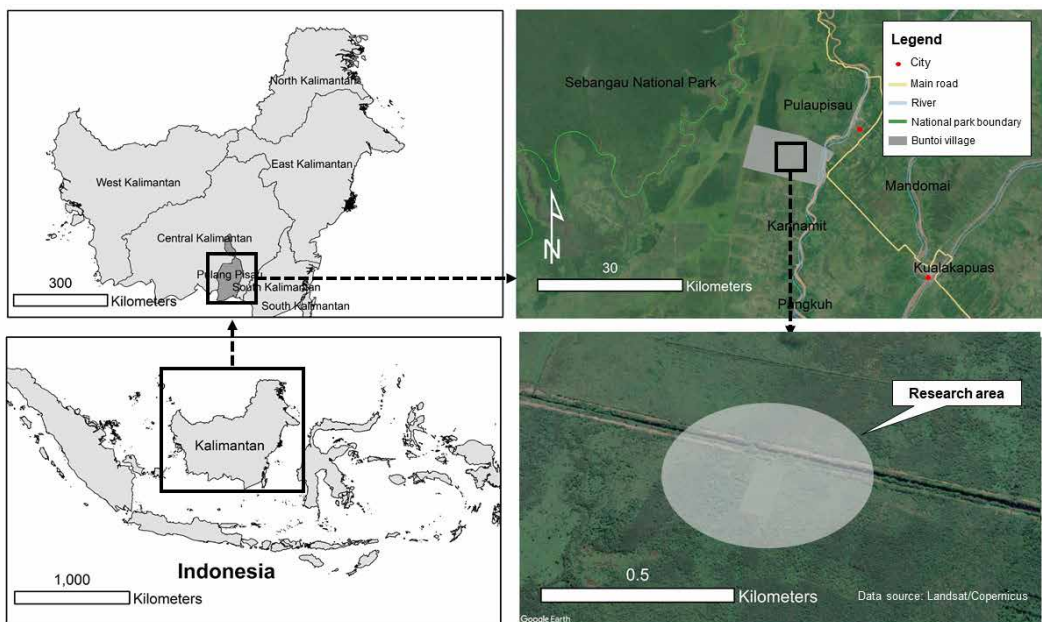 North Kalimantan
East Kalimantan
West Kalimantan
Central Kalimantan
Pulang Pisau
South Kalimantan
South Kalimantan
300
Kilometers
Sebangau National Park
Pulaupisau
Mandomai
Kanamit
Kualakapuas
Pangkuh
N
30
Kilometers
Legend
City
Main road
River
National park boundary
Buntoi village
Kalimantan
Indonesia
1,000
Kilometers
Research area
0.5
Kilometers
Data source: Landsat/Copernicus
Google Earth